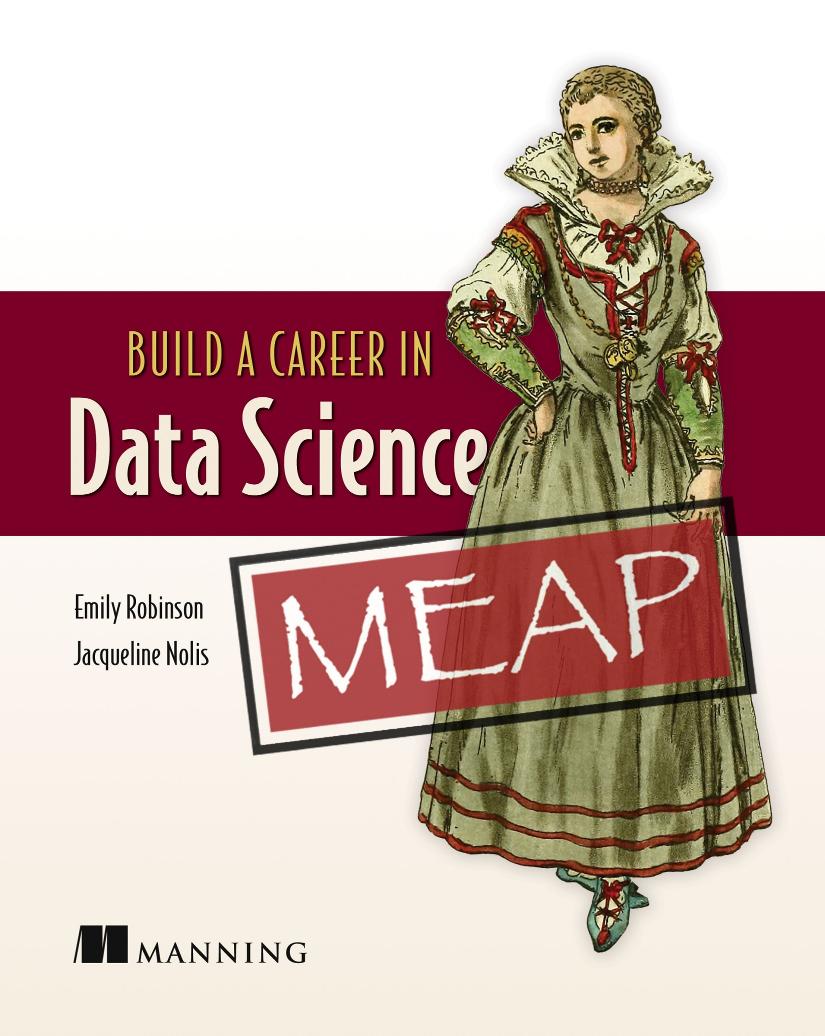 BUILD A CAREER IN
Data Science
MEAP
Emily Robinson
Jacqueline Nolis
MANNING